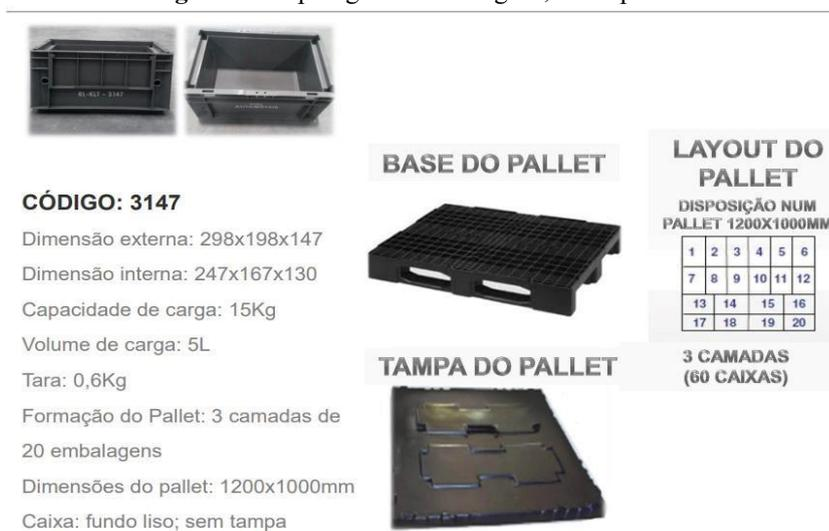 RL-KLT - 3147
CÓDIGO: 3147
Dimensão externa: 298x198x147
Dimensão interna: 247x167x130
Capacidade de carga: 15Kg
Volume de carga: 5L
Tara: 0,6Kg
Formação do Pallet: 3 camadas de
20 embalagens
Dimensões do pallet: 1200x1000mm
Caixa: fundo liso; sem tampa
BASE DO PALLET
TAMPA DO PALLET
LAYOUT DO
PALLET
DISPOSIÇÃO NUM
PALLET 1200X1000MM
1 2 3 4 5 6
7 8 9 10 11 12
13 14 15 16
17 18 19 20
3 CAMADAS
(60 CAIXAS)